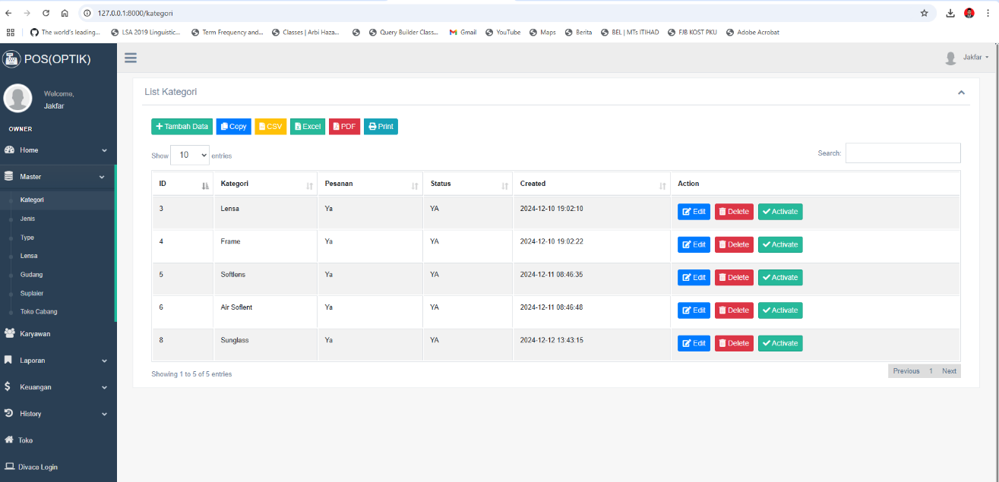 127.0.0.1:8000/kategori
The world's leading... LSA 2019 Linguistic... Term Frequency and... Classes | Arbi Haza... Query Builder Class... Gmail YouTube Maps Berita BEL | MTs ITIHAD FJB KOST PKU Adobe Acrobat
POS(OPTIK)
Jakfar
Welcome,
Jakfar
OWNER
Home
Master
Kategori
Jenis
Type
Lensa
Gudang
Suplaier
Toko Cabang
Karyawan
Laporan
Keuangan
History
Toko
Divace Login
List Kategori
Tambah Data Copy CSV Excel PDF Print
Show 10 entries Search:
ID Kategori Pesanan Status Created Action
3 Lensa Ya YA 2024-12-10 19:02:10 Edit Delete Activate
4 Frame Ya YA 2024-12-10 19:02:22 Edit Delete Activate
5 Softlens Ya YA 2024-12-11 08:46:35 Edit Delete Activate
6 Air Soflent Ya YA 2024-12-11 08:46:48 Edit Delete Activate
8 Sunglass Ya YA 2024-12-12 13:43:15 Edit Delete Activate
Showing 1 to 5 of 5 entries Previous 1 Next